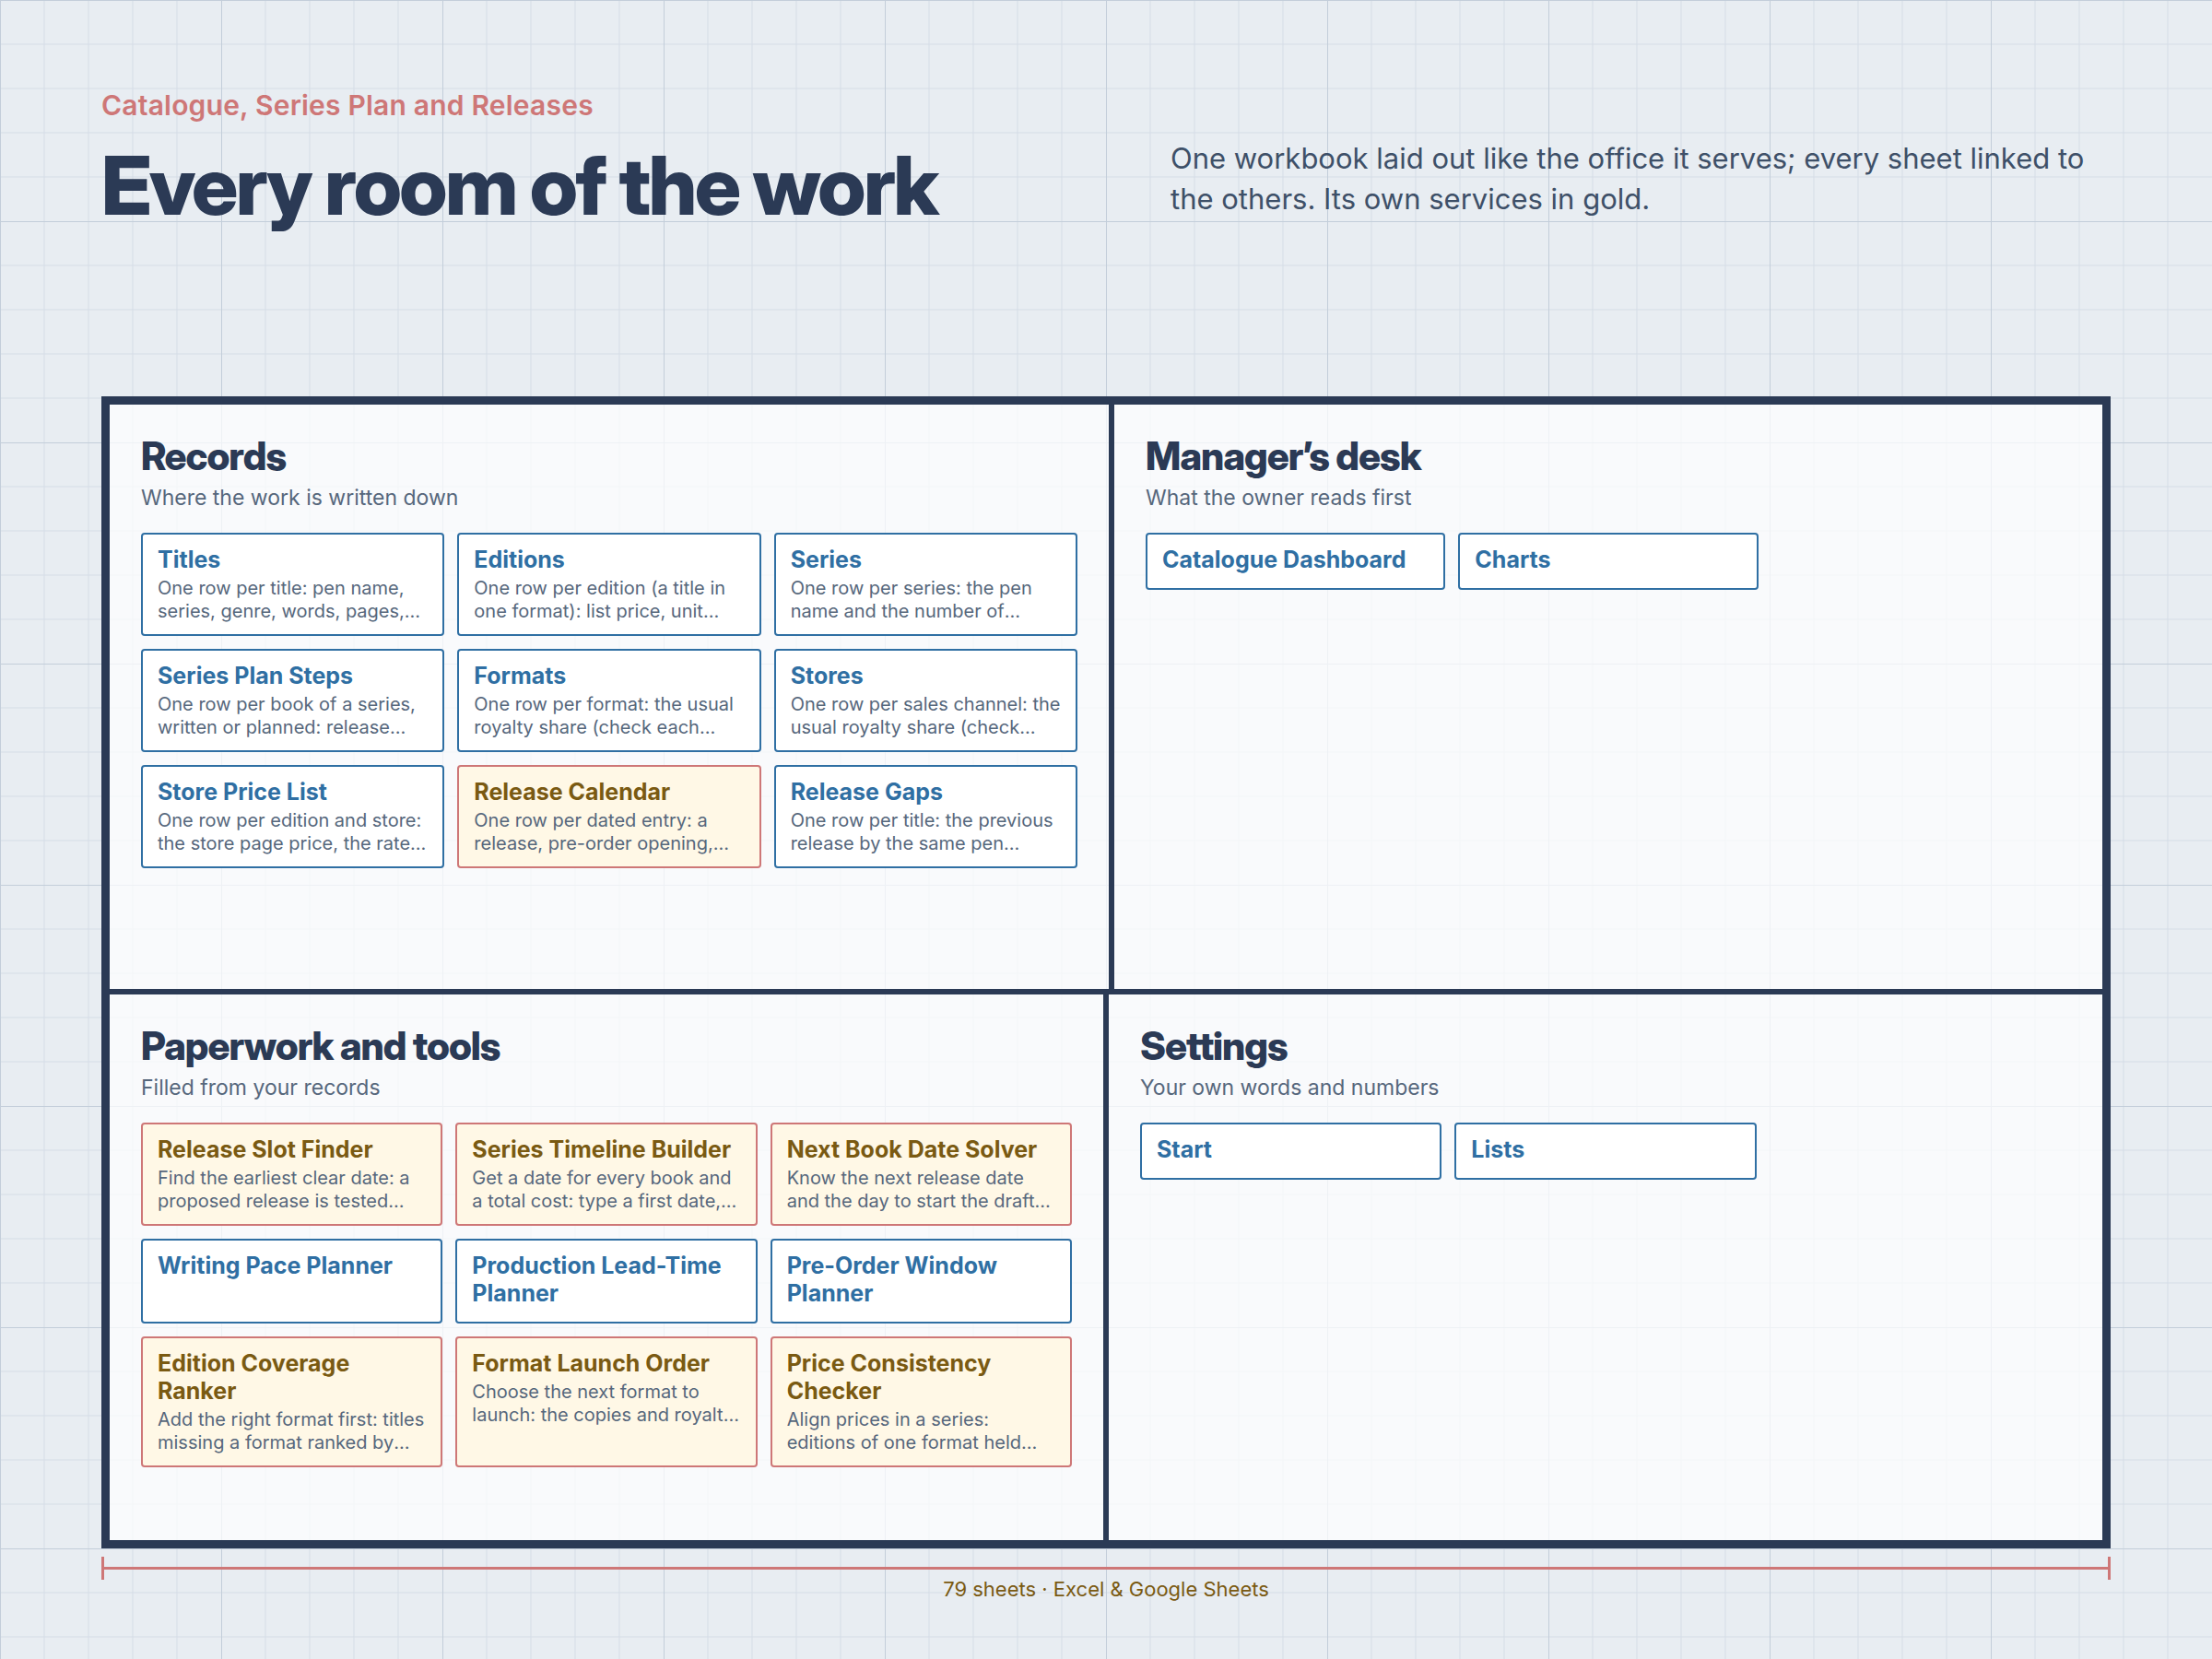 Catalogue, Series Plan and Releases
Every room of the work
One workbook laid out like the office it serves; every sheet linked to
the others. Its own services in gold.
Records
Where the work is written down
Titles
One row per title: pen name,
series, genre, words, pages,...
Editions
One row per edition (a title in
one format): list price, unit...
Series
One row per series: the pen
name and the number of...
Series Plan Steps
One row per book of a series,
written or planned: release...
Formats
One row per format: the usual
royalty share (check each...
Stores
One row per sales channel: the
usual royalty share (check...
Store Price List
One row per edition and store:
the store page price, the rate...
Release Calendar
One row per dated entry: a
release, pre-order opening,...
Release Gaps
One row per title: the previous
release by the same pen...
Manager’s desk
What the owner reads first
Catalogue Dashboard
Charts
Paperwork and tools
Filled from your records
Release Slot Finder
Find the earliest clear date: a
proposed release is tested...
Series Timeline Builder
Get a date for every book and
a total cost: type a first date,...
Next Book Date Solver
Know the next release date
and the day to start the draft...
Writing Pace Planner
Production Lead-Time
Planner
Pre-Order Window
Planner
Edition Coverage
Ranker
Add the right format first: titles
missing a format ranked by...
Format Launch Order
Choose the next format to
launch: the copies and royalt...
Price Consistency
Checker
Align prices in a series:
editions of one format held...
Settings
Your own words and numbers
Start
Lists
79 sheets · Excel & Google Sheets